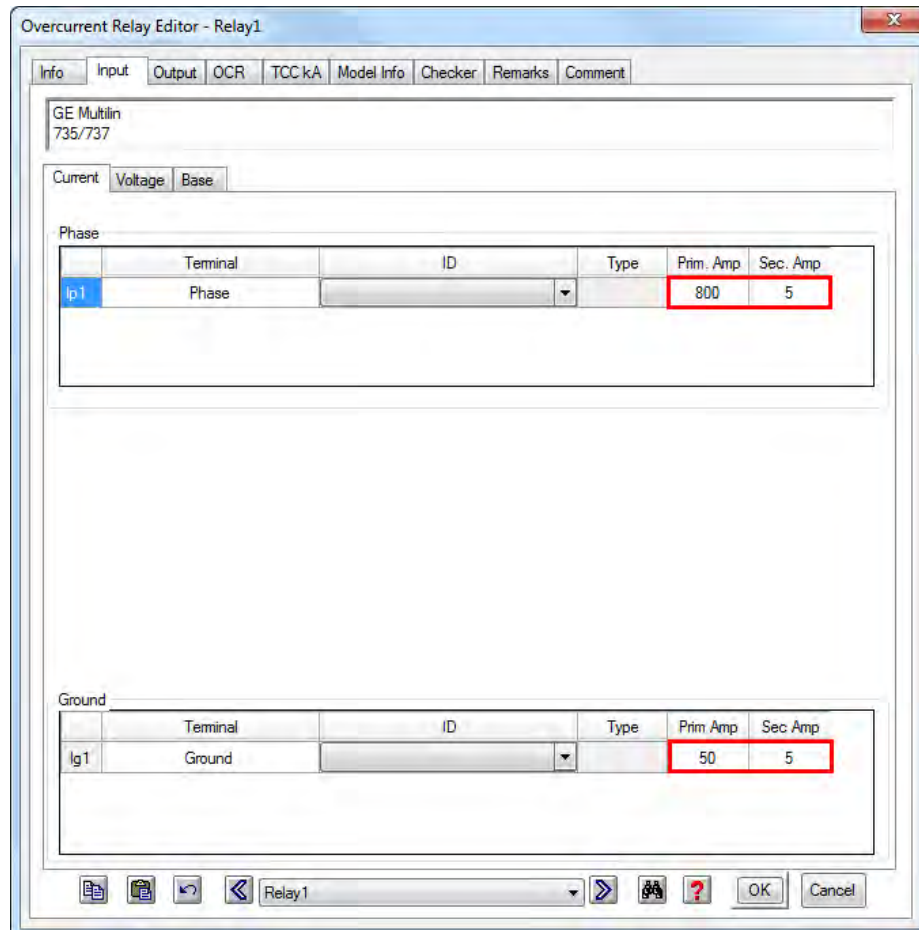 Overcurrent Relay Editor - Relay1
x
Info Input Output OCR TCC kA Model Info Checker Remarks Comment
GE Multilin
735/737
Current Voltage Base
Phase
Terminal ID Type Prim. Amp Sec. Amp
Ip1 Phase 800 5
Ground
Terminal ID Type Prim Amp Sec Amp
Ig1 Ground 50 5
Relay1 ? OK Cancel